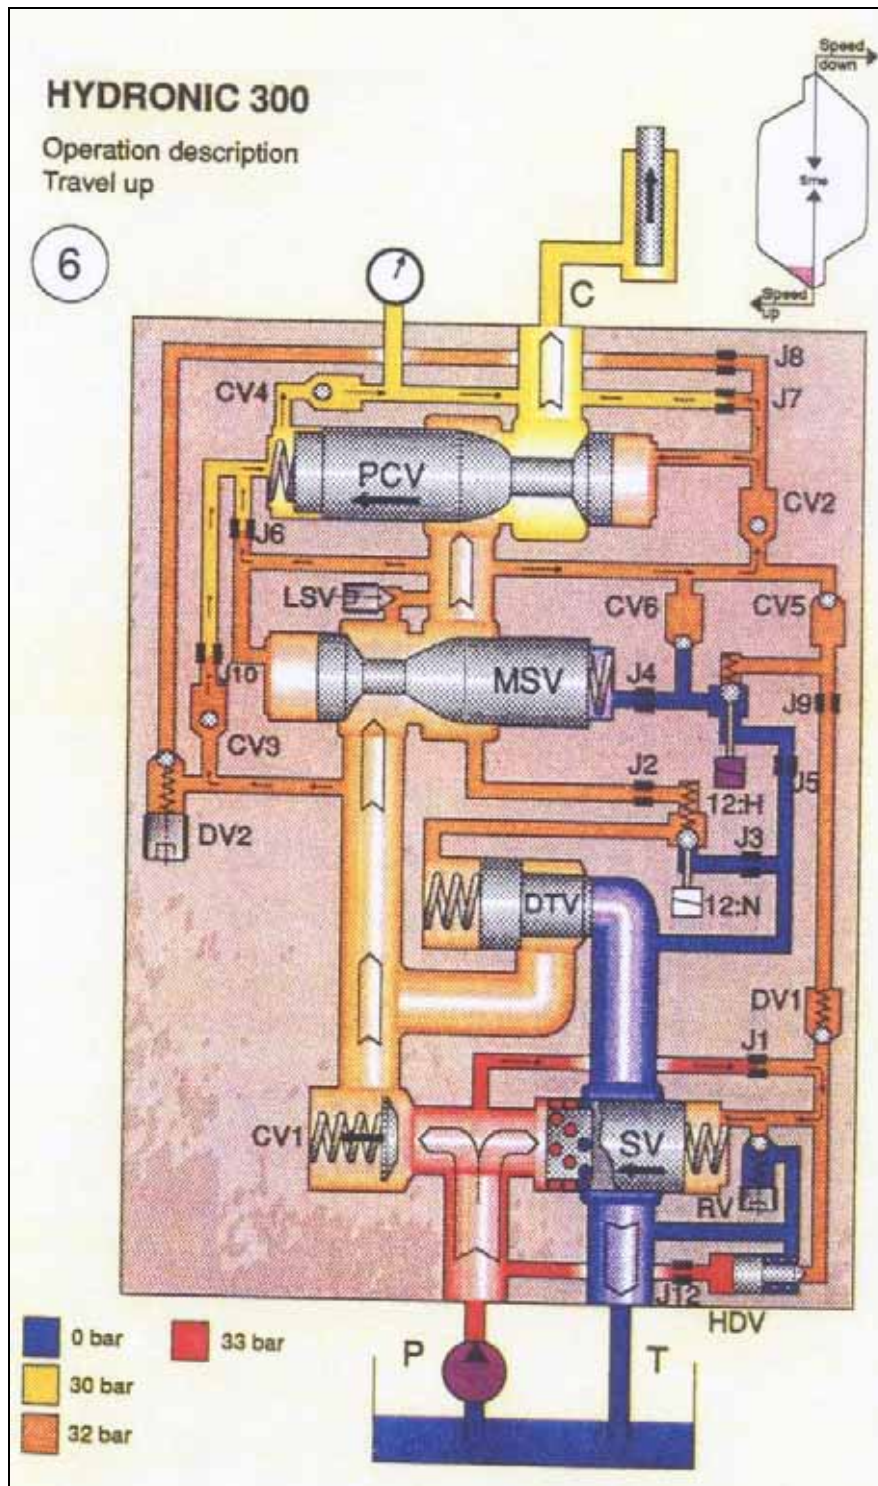 HYDRONIC 300
Operation description
Travel up
6
Speed
down
time
Speed
up
C
J8
CV4
J7
PCV
CV2
J6
LSV
CV6
CV5
MSV
J4
J10
J9
CV3
J2
12:H
J5
DV2
J3
DTV
12:N
DV1
J1
CV1
SV
RV
J12
HDV
0 bar
33 bar
P
T
30 bar
32 bar